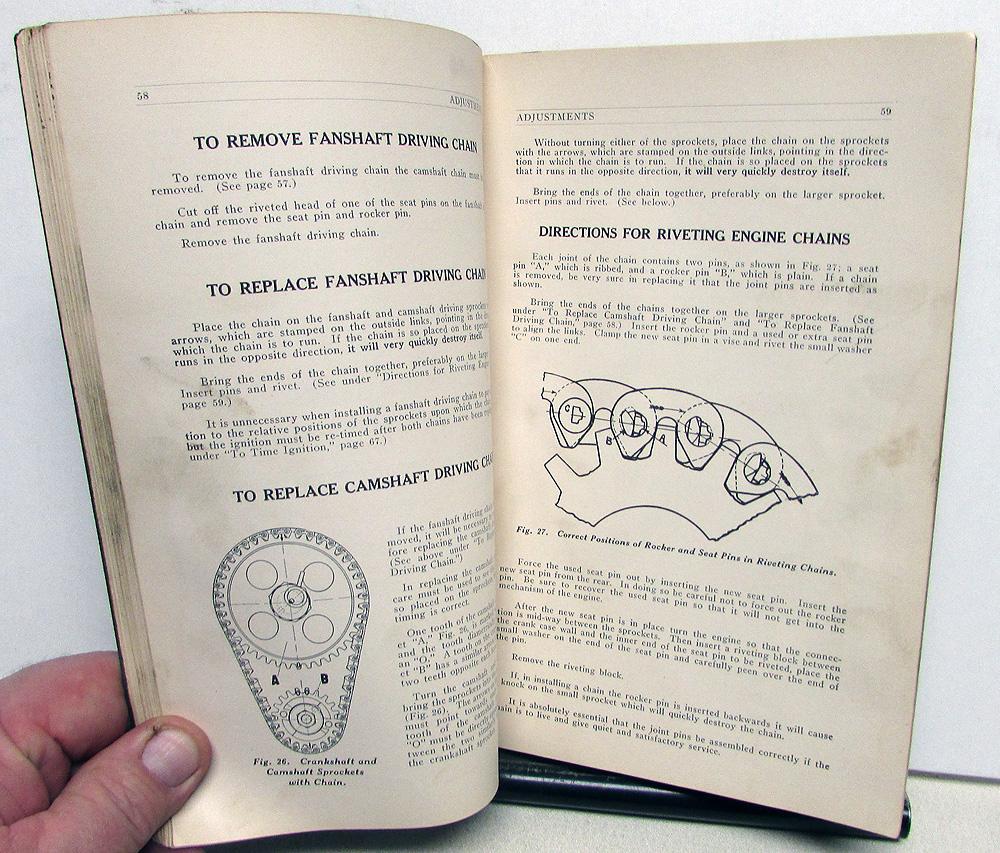 58
ADJUSTM
TO REMOVE FANSHAFT DRIVING CHAIN
To remove the fanshaft driving chain the camshaft chain must
removed. (See page 57.)
Cut off the riveted head of one of the seat pins on the
chain and remove the seat pin and rocker pin.
Remove the fanshaft driving chain.
TO REPLACE FANSHAFT DRIVING CHAIN
Place the chain on the fanshaft and camshaft driving
arrows, which are stamped on the outside links, pointing in the
which the chain is to run. If the chain is so placed on the
runs in the opposite direction, it will very quickly destroy itself.
Bring the ends of the chain together, preferably on the
Insert pins and rivet. (See under "Directions for Riveting
page 59.)
It is unnecessary when installing a fanshaft driving chain to
tion to the relative positions of the sprockets upon which the
but the ignition must be re-timed after both chains have been
under "To Time Ignition," page 67.)
TO REPLACE CAMSHAFT DRIVING
If the fanshaft driving
moved, it will be necessary
fore replacing the
(See above under "To
Driving Chain.")
In replacing the
care must be used to
so placed on the
timing is correct.
One tooth of the
et "A," Fig. 26, is
and the tooth
an "O." A tooth on
et "B" has a similar
two teeth opposite
Turn the camshaft
bring the sprockets
(Fig. 26). The arrows
must point toward
tooth of the
"O" must be
tween the two
the crankshaft
A B
Fig. 26. Crankshaft and
Camshaft Sprockets
with Chain.
ADJUSTMENTS
59
Without turning either of the sprockets, place the chain on the sprockets
with the arrows, which are stamped on the outside links, pointing in the direc-
tion in which the chain is to run. If the chain is so placed on the sprockets
that it runs in the opposite direction, it will very quickly destroy itself.
Bring the ends of the chain together, preferably on the larger sprocket.
Insert pins and rivet. (See below.)
DIRECTIONS FOR RIVETING ENGINE CHAINS
Each joint of the chain contains two pins, as shown in Fig. 27; a seat
pin "A," which is ribbed, and a rocker pin "B," which is plain. If a chain
is removed, be very sure in replacing it that the joint pins are inserted as
shown.
Bring the ends of the chains together on the larger sprockets. (See
under "To Replace Camshaft Driving Chain" and "To Replace Fanshaft
Driving Chain," page 58.) Insert the rocker pin and a used or extra seat pin
to align the links. Clamp the new seat pin in a vise and rivet the small washer
"C" on one end.
C
B A
Fig. 27. Correct Positions of Rocker and Seat Pins in Riveting Chains.
Force the used seat pin out by inserting the new seat pin. Insert the
new seat pin from the rear. In doing so be careful not to force out the rocker
pin. Be sure to recover the used seat pin so that it will not get into the
mechanism of the engine.
After the new seat pin is in place turn the engine so that the connec-
tion is mid-way between the sprockets. Then insert a riveting block between
the crank case wall and the inner end of the seat pin to be riveted, place the
small washer on the end of the seat pin and carefully peen over the end of
the pin.
Remove the riveting block.
If, in installing a chain the rocker pin is inserted backwards it will cause
knock on the small sprocket which will quickly destroy the chain.
It is absolutely essential that the joint pins be assembled correctly if the
ain is to live and give quiet and satisfactory service.